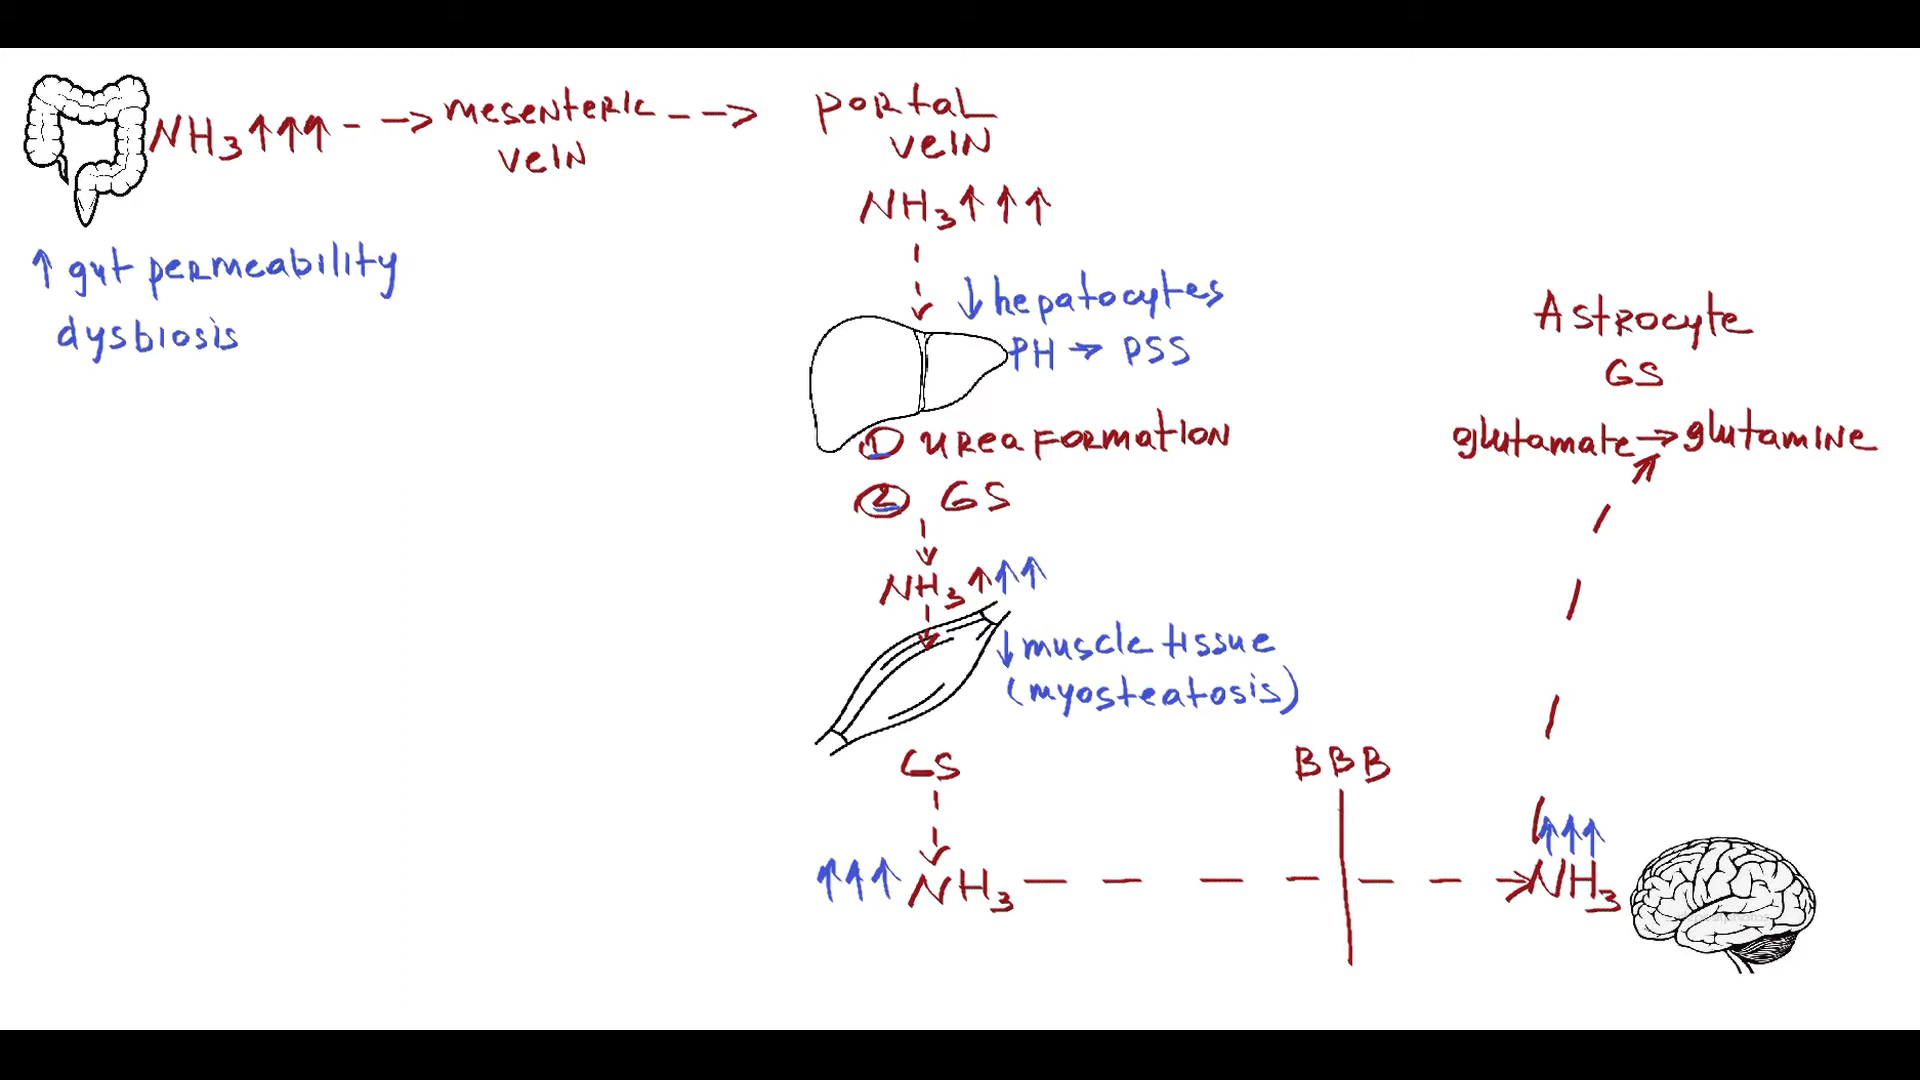 NH3 ↑↑↑ - -> mesenteric - -> portal
vein vein
NH3 ↑ ↑ ↑
↑ gut permeability
dysbiosis
↓ hepatocytes
PH → PSS
① urea formation
② GS
NH3 ↑↑↑
↓ muscle tissue
(myosteatosis)
GS
↑↑↑ NH3
BBB
↑↑↑
NH3
Astrocyte
GS
glutamate → glutamine